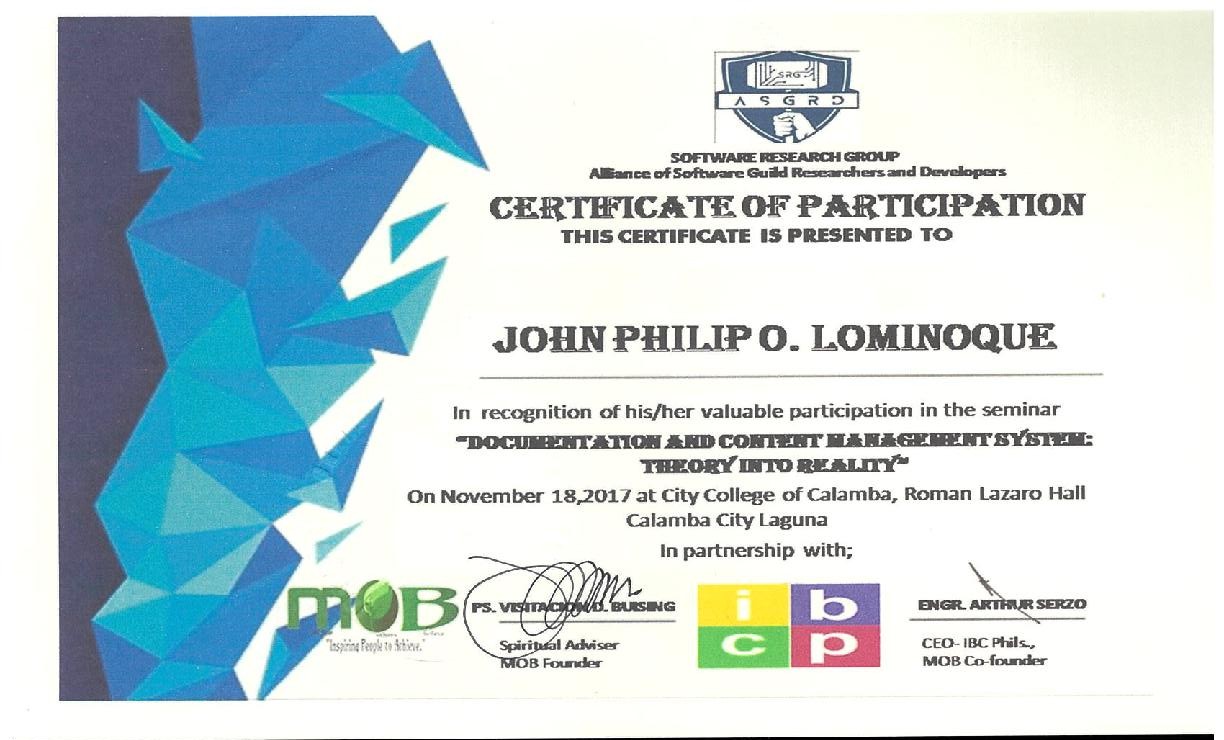 SRG
ASGRD
SOFTWARE RESEARCH GROUP
Alliance of Software Guild Researchers and Developers
CERTIFICATE OF PARTICIPATION
THIS CERTIFICATE IS PRESENTED TO
JOHN PHILIP O. LOMINOQUE
In recognition of his/her valuable participation in the seminar
“DOCUMENTATION AND CONTENT MANAGEMENT SYSTEM:
THEORY INTO REALITY”
On November 18,2017 at City College of Calamba, Roman Lazaro Hall
Calamba City Laguna
In partnership with;
MOB
"Inspiring People to Achieve."
PS. VISITACION D. BUISING
Spiritual Adviser
MOB Founder
i b
c p
ENGR. ARTHUR SERZO
CEO- IBC Phils.,
MOB Co-founder